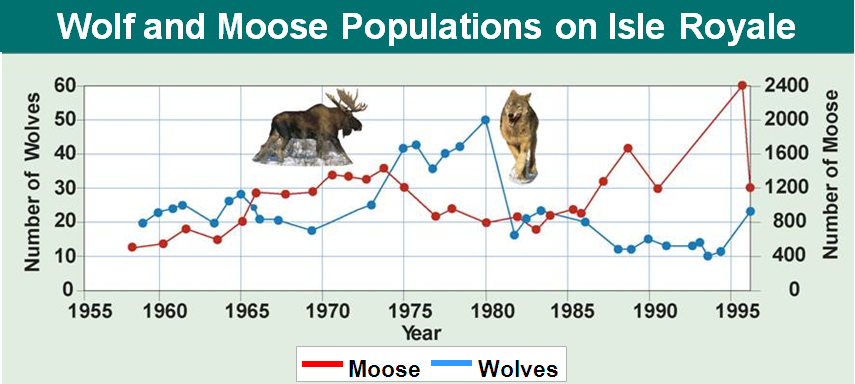 Wolf and Moose Populations on Isle Royale
Number of Wolves
60
50
40
30
20
10
0
2400
2000
1600
1200
800
400
0
Number of Moose
1955 1960 1965 1970 1975 1980 1985 1990 1995
Year
Moose Wolves